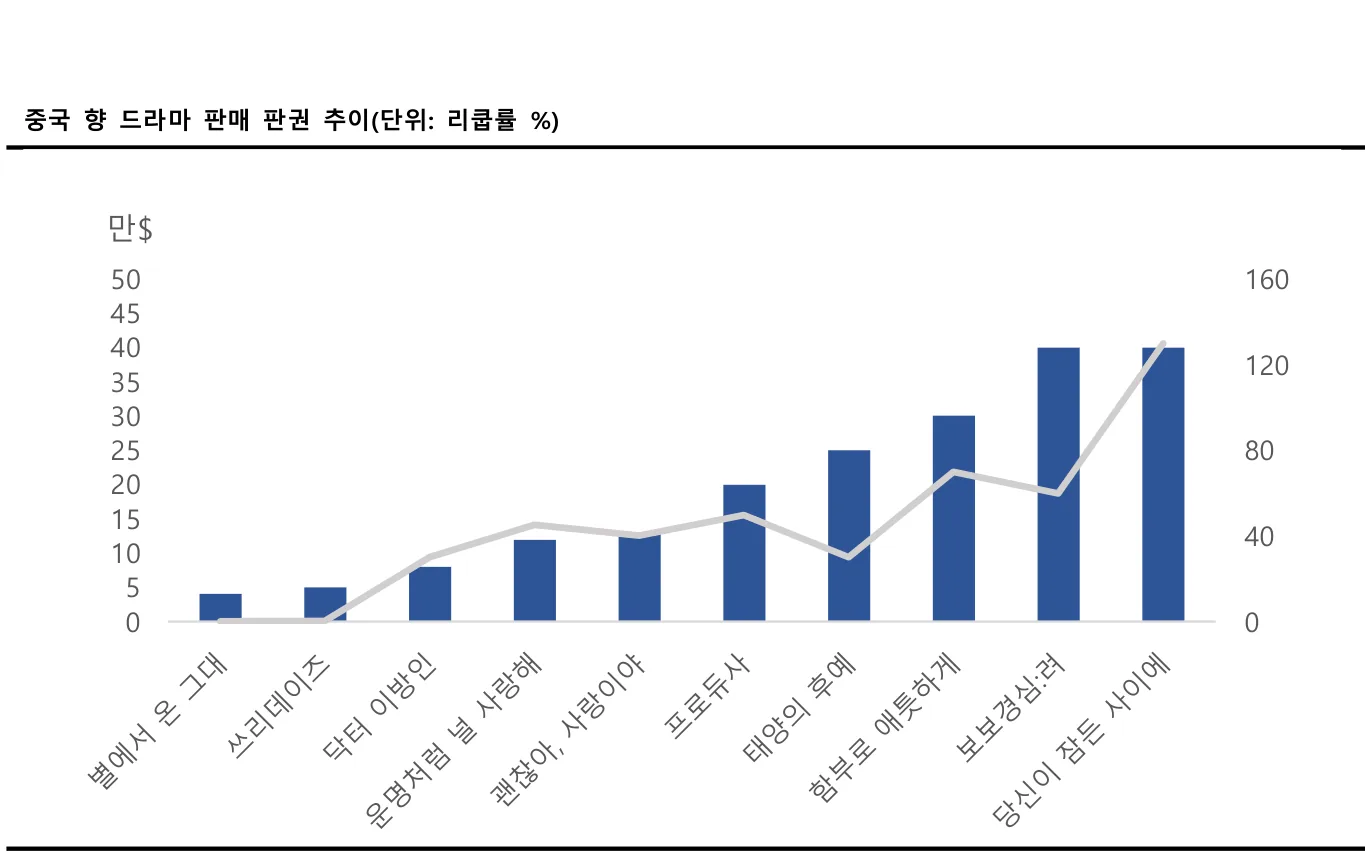 중국 향 드라마 판매 판권 추이(단위: 리쿱률 %)
만$
50
45
40
35
30
25
20
15
10
5
0
160
120
80
40
0
별에서 온 그대
쓰리데이즈
닥터 이방인
운명처럼 널 사랑해
괜찮아, 사랑이야
프로듀사
태양의 후예
함부로 애틋하게
보보경심:려
당신이 잠든 사이에